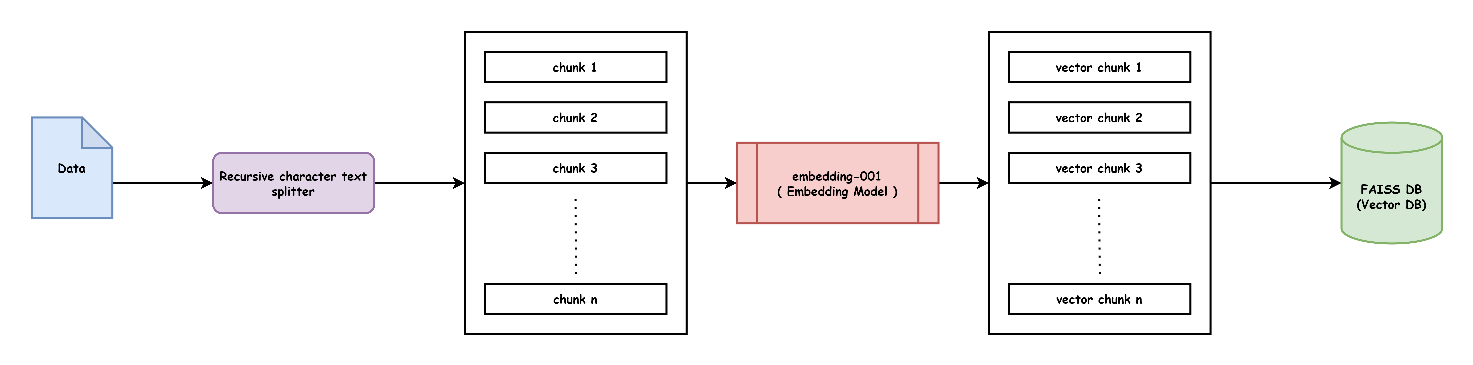 Data
Recursive character text
splitter
chunk 1
chunk 2
chunk 3
chunk n
embedding-001
( Embedding Model )
vector chunk 1
vector chunk 2
vector chunk 3
vector chunk n
FAISS DB
(Vector DB)